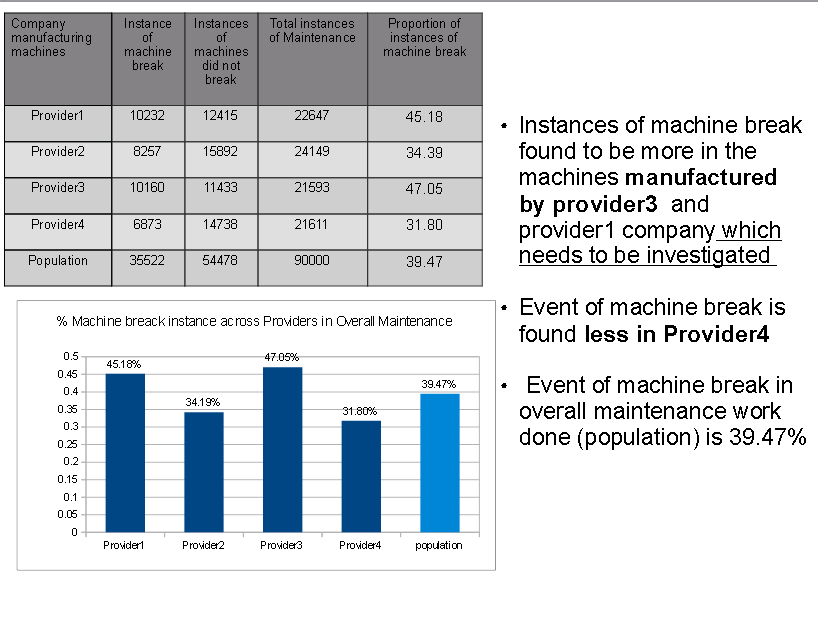 Company manufacturing machines
Instance of machine break
Instances of machines did not break
Total instances of Maintenance
Proportion of instances of machine break
Provider1 10232 12415 22647 45.18
Provider2 8257 15892 24149 34.39
Provider3 10160 11433 21593 47.05
Provider4 6873 14738 21611 31.80
Population 35522 54478 90000 39.47
% Machine breack instance across Providers in Overall Maintenance
0.5
0.45
0.4
0.35
0.3
0.25
0.2
0.15
0.1
0.05
0
45.18%
34.19%
47.05%
31.80%
39.47%
Provider1 Provider2 Provider3 Provider4 population
• Instances of machine break
found to be more in the
machines manufactured
by provider3 and
provider1 company which
needs to be investigated
• Event of machine break is
found less in Provider4
• Event of machine break in
overall maintenance work
done (population) is 39.47%